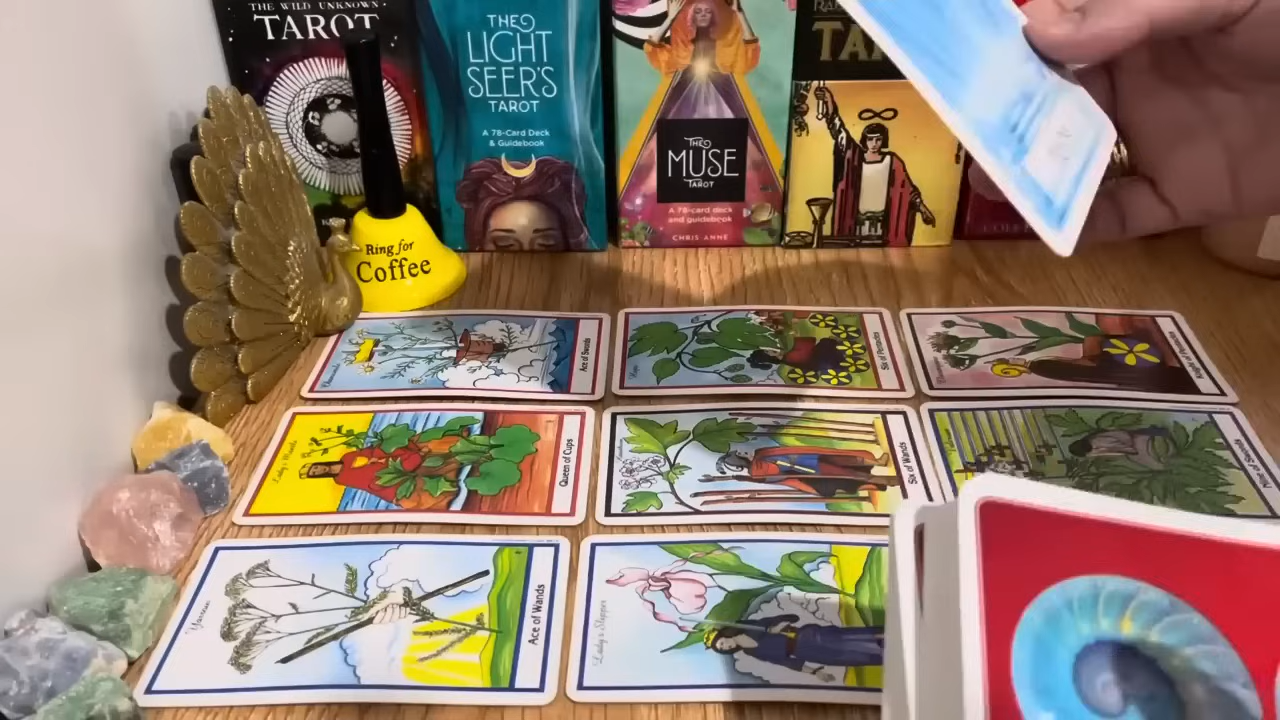 THE WILD UNKNOWN
TAROT
THE
LIGHT
SEER'S
TAROT
A 78-Card Deck
& Guidebook
THE
MUSE
TAROT
A 78-card deck
and guidebook
CHRIS ANNE
Ring for
Coffee
Ace of Swords
Six of Pentacles
Lady's Mantle
Queen of Cups
Six of Wands
Yarrow
Ace of Wands
Lady's Slipper